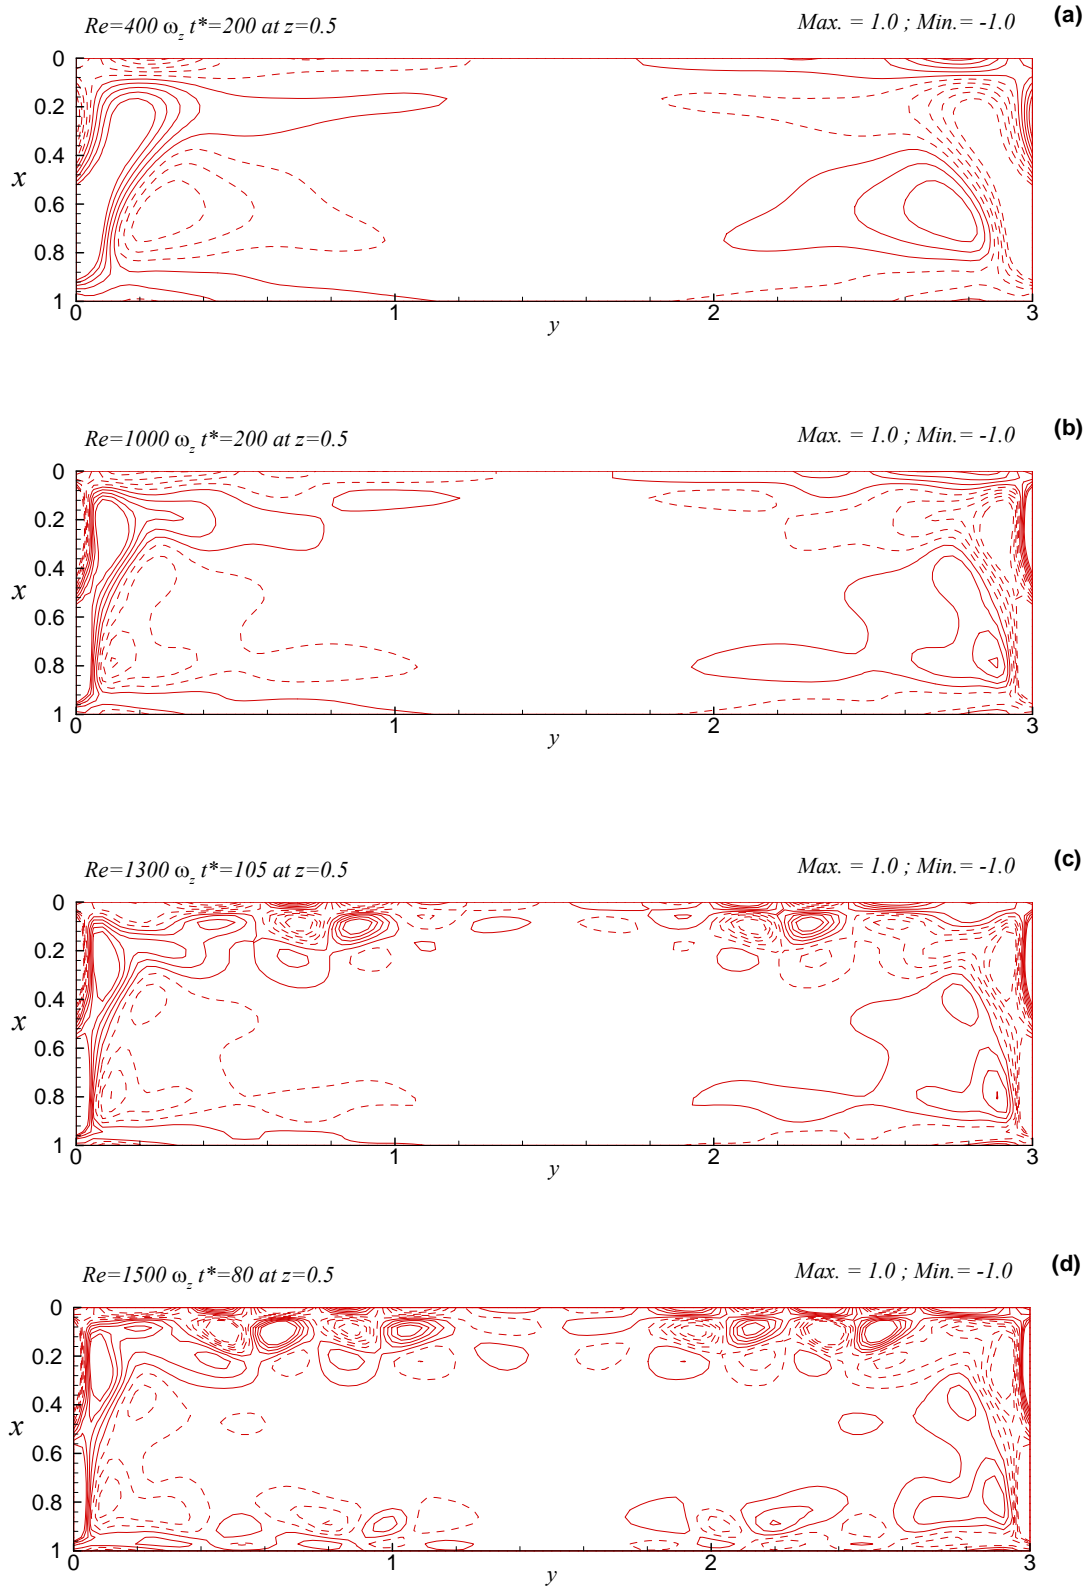 (a)
Re=400 ω_z t*=200 at z=0.5 Max. = 1.0 ; Min.= -1.0
0
0.2
0.4
x
0.6
0.8
1
0 1 2 3
y
(b)
Re=1000 ω_z t*=200 at z=0.5 Max. = 1.0 ; Min.= -1.0
0
0.2
0.4
x
0.6
0.8
1
0 1 2 3
y
(c)
Re=1300 ω_z t*=105 at z=0.5 Max. = 1.0 ; Min.= -1.0
0
0.2
0.4
x
0.6
0.8
1
0 1 2 3
y
(d)
Re=1500 ω_z t*=80 at z=0.5 Max. = 1.0 ; Min.= -1.0
0
0.2
0.4
x
0.6
0.8
1
0 1 2 3
y